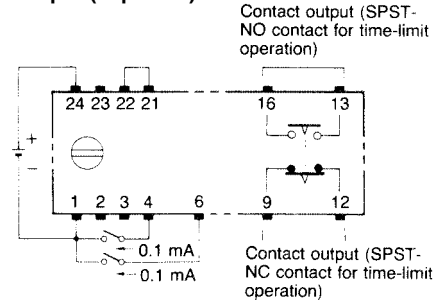 Contact output (SPST-
NO contact for time-limit
operation)
24 23 22 21 16 13
+
−
1 2 3 4 6 9 12
0.1 mA
0.1 mA
Contact output (SPST-
NC contact for time-limit
operation)